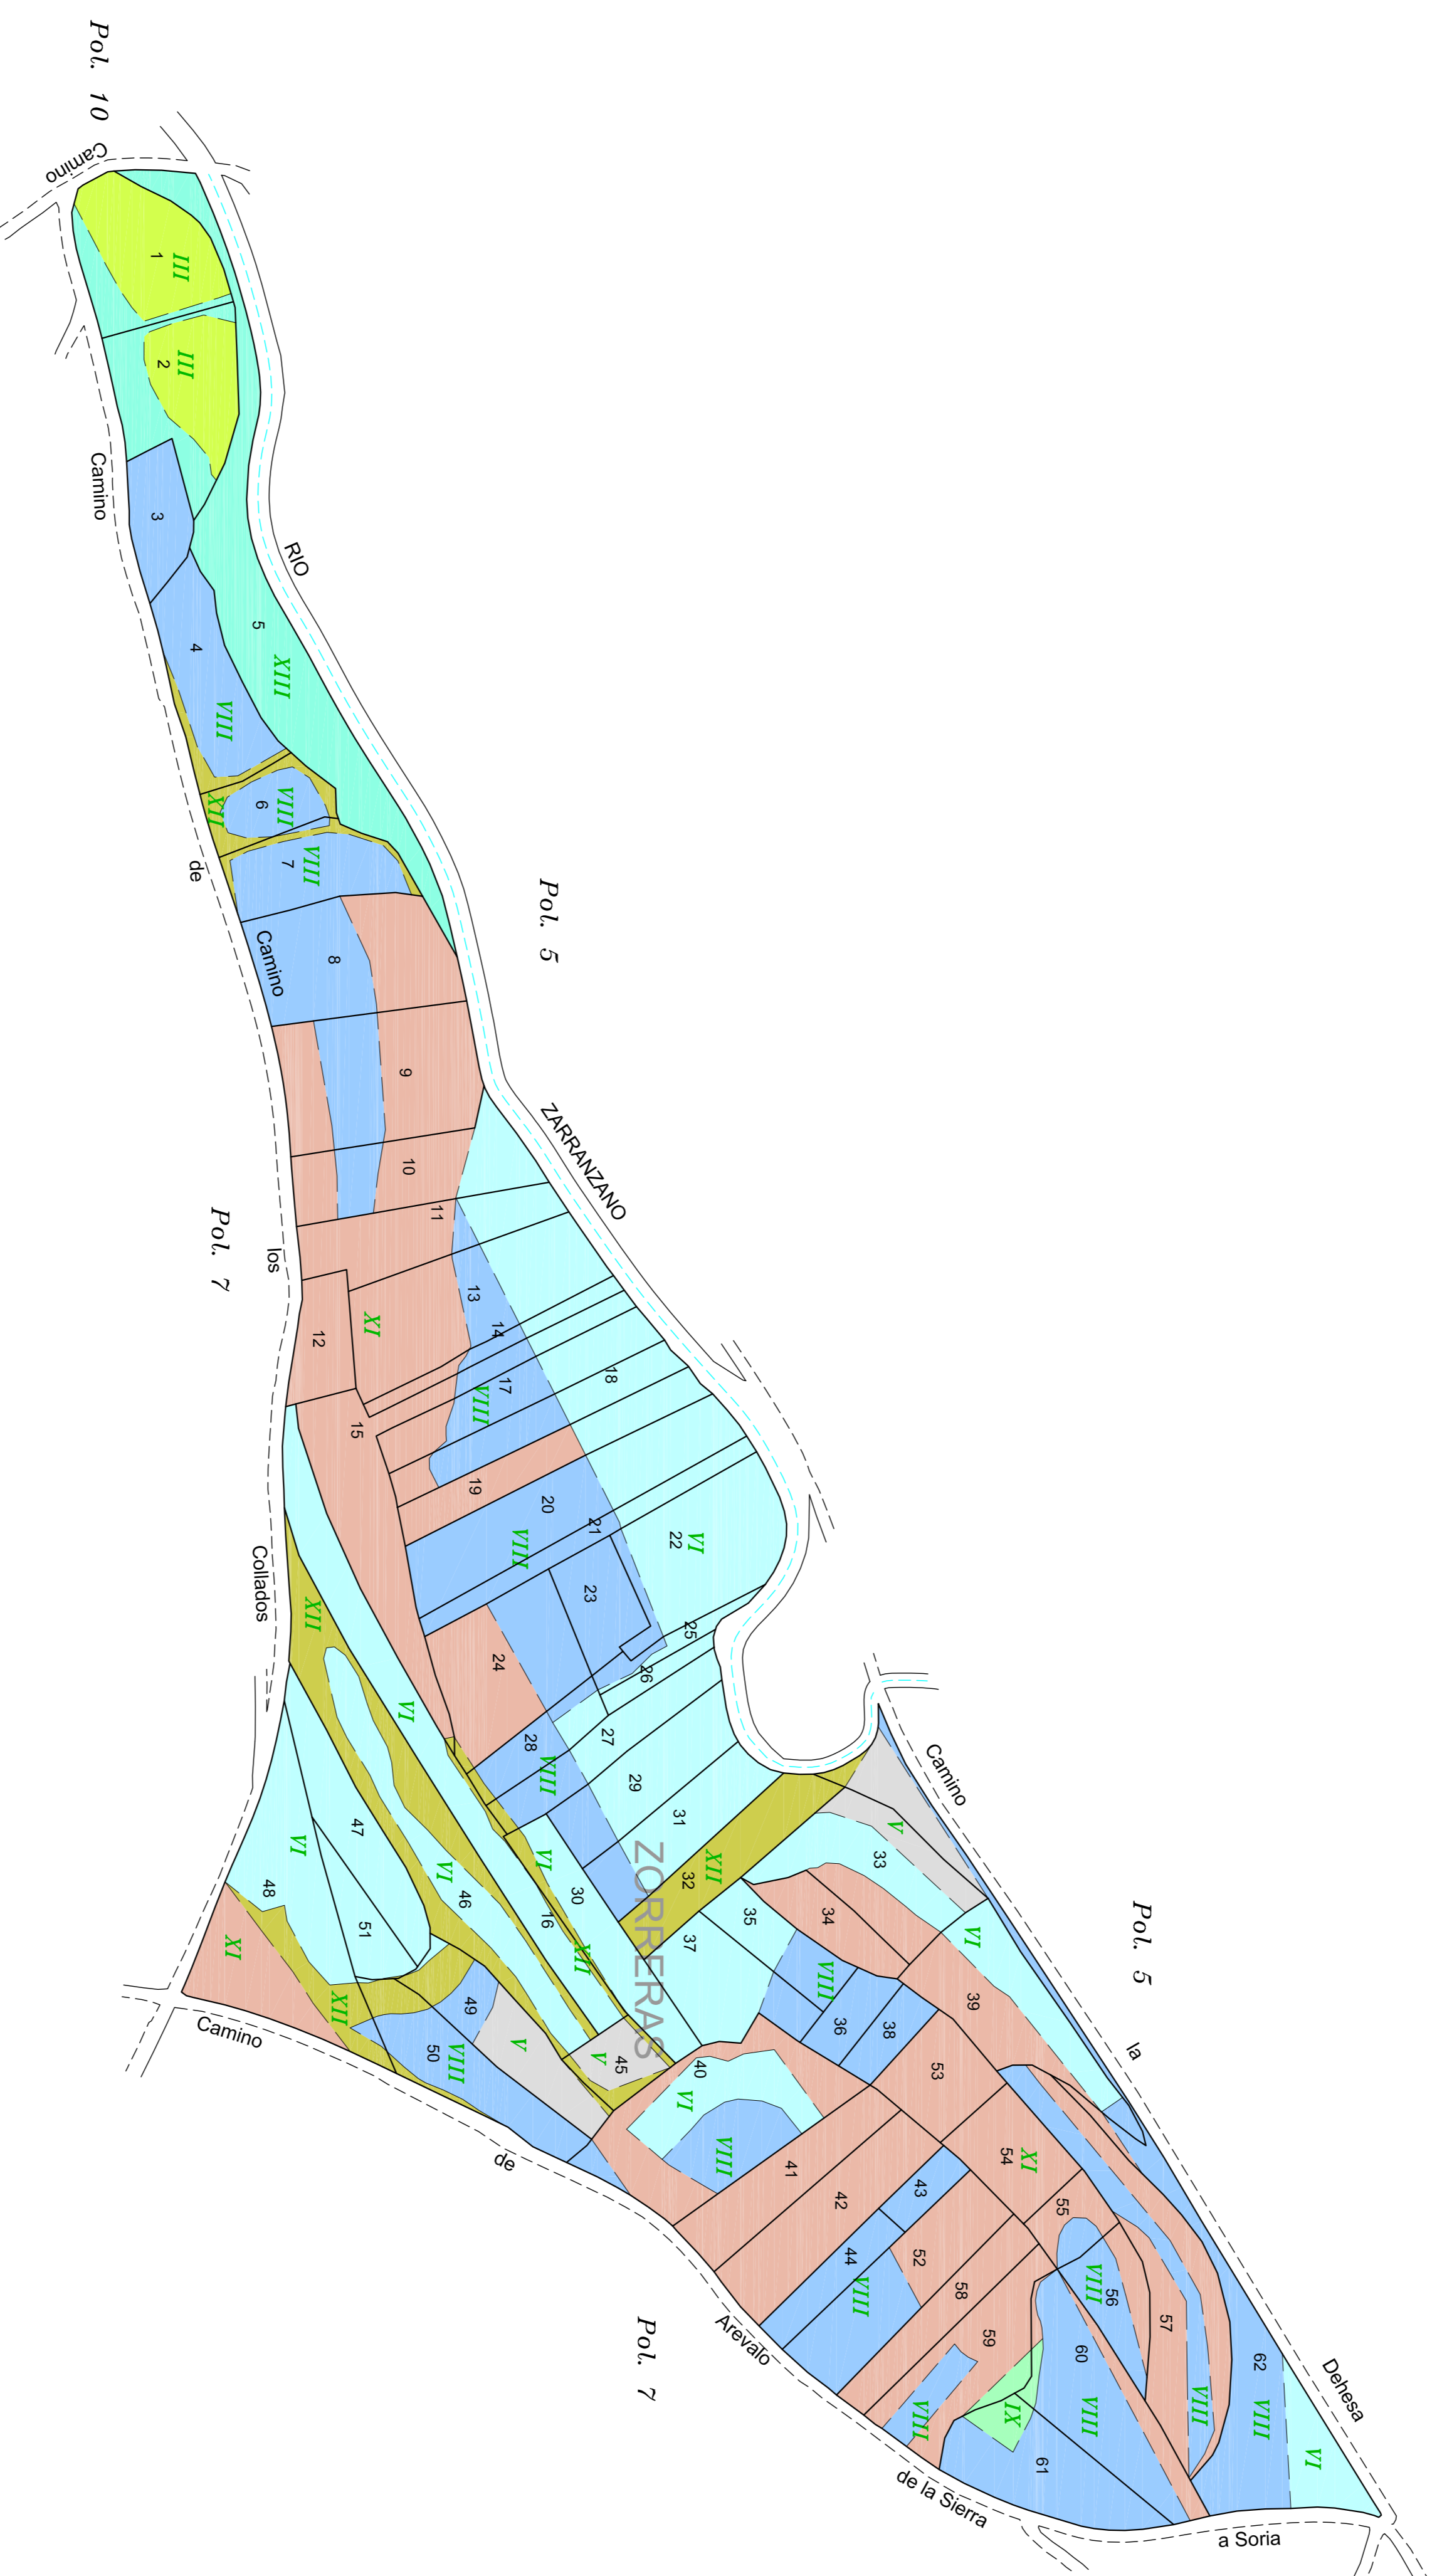 Pol. 10
Camino
III
1
III
2
Camino
3
RIO
5
4
XIII
VIII
VIII
6
XII
VIII
7
de
Pol. 5
8
Camino
9
ZARRANZANO
10
11
Pol. 7
los
13
XI
14
12
18
17
VIII
15
19
20
21
VI
22
VIII
23
Collados
XII
25
24
26
VI
28
27
VIII
29
Camino
31
V
47
VI
VI
33
XII
32
VI
46
48
30
16
35
34
Pol. 5
51
37
VI
XI
XII
ZORRERAS
VIII
39
XII
49
36
38
Camino
V
50
VIII
V
45
40
53
la
VI
VIII
41
54
XI
de
42
43
55
44
52
VIII
58
VIII
56
57
59
60
62
Arevalo
Pol. 7
Dehesa
VIII
IX
VIII
VIII
VIII
VI
61
de la Sierra
a Soria